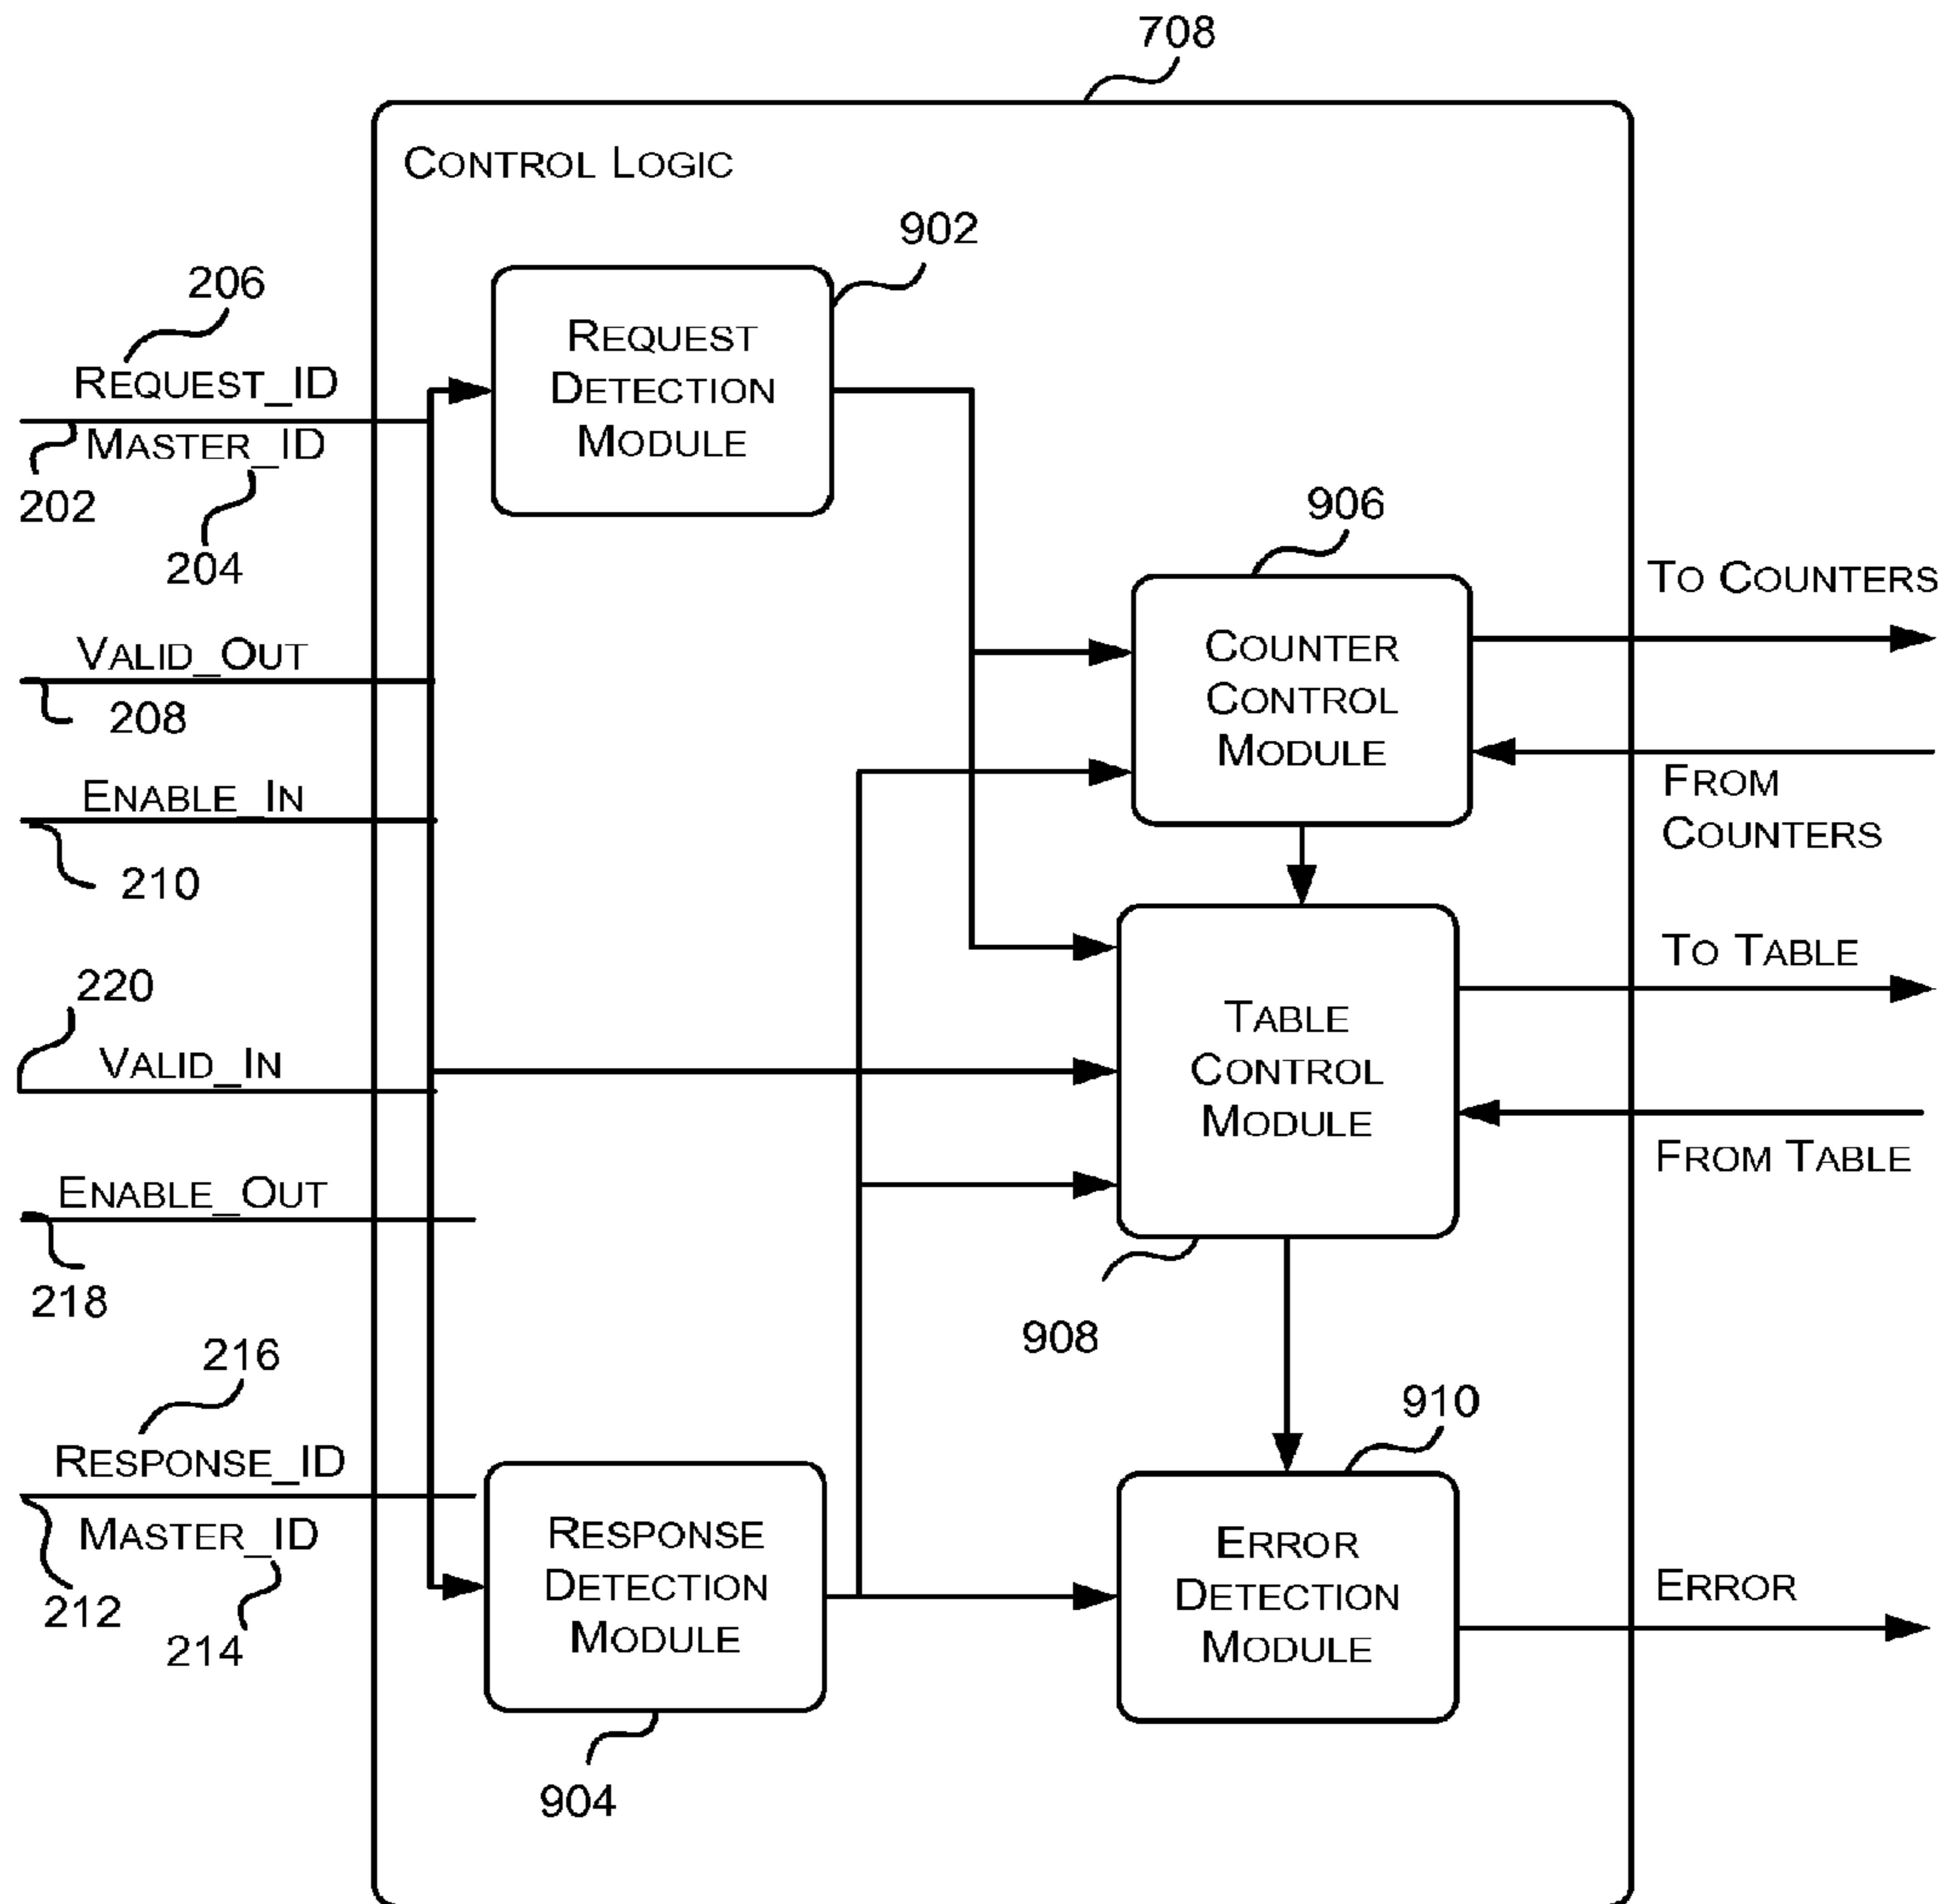 708
CONTROL LOGIC
902
206
REQUEST
DETECTION
MODULE
REQUEST_ID
MASTER_ID
202
204
906
TO COUNTERS
COUNTER
CONTROL
MODULE
VALID_OUT
208
FROM
COUNTERS
ENABLE_IN
210
TO TABLE
220
TABLE
CONTROL
MODULE
VALID_IN
FROM TABLE
ENABLE_OUT
218
908
216
910
RESPONSE_ID
MASTER_ID
212
214
RESPONSE
DETECTION
MODULE
ERROR
DETECTION
MODULE
ERROR
904